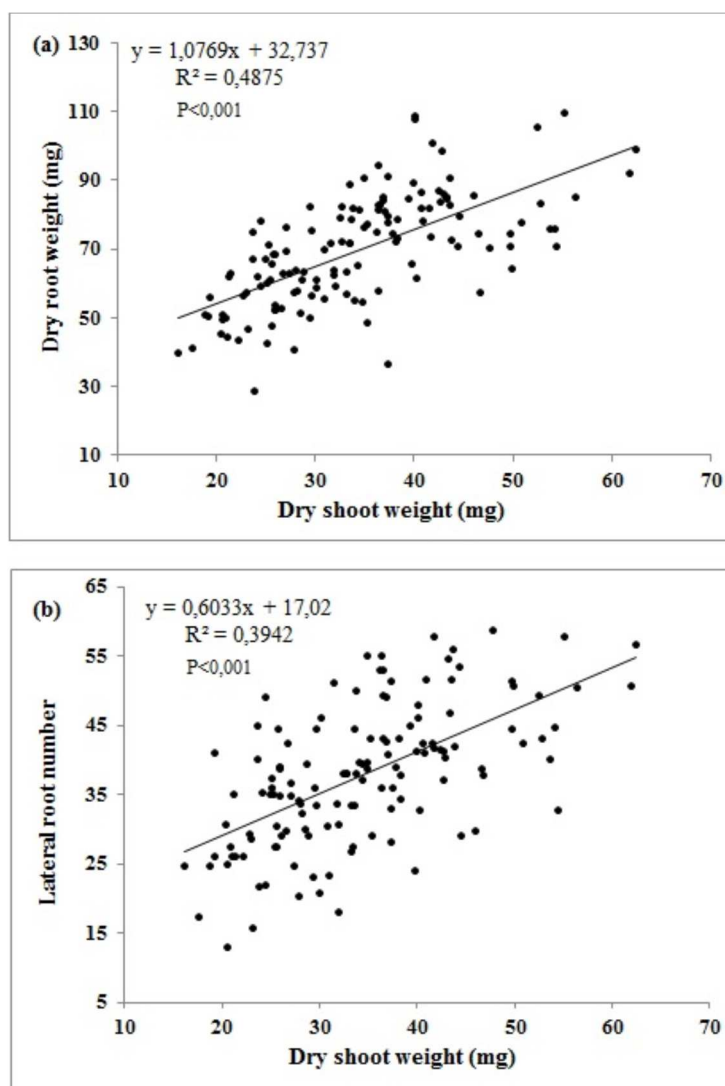 (a)
y = 1,0769x + 32,737
R² = 0,4875
P<0,001
130
110
90
70
50
30
10
Dry root weight (mg)
10 20 30 40 50 60 70
Dry shoot weight (mg)
(b)
y = 0,6033x + 17,02
R² = 0,3942
P<0,001
65
55
45
35
25
15
5
Lateral root number
10 20 30 40 50 60 70
Dry shoot weight (mg)